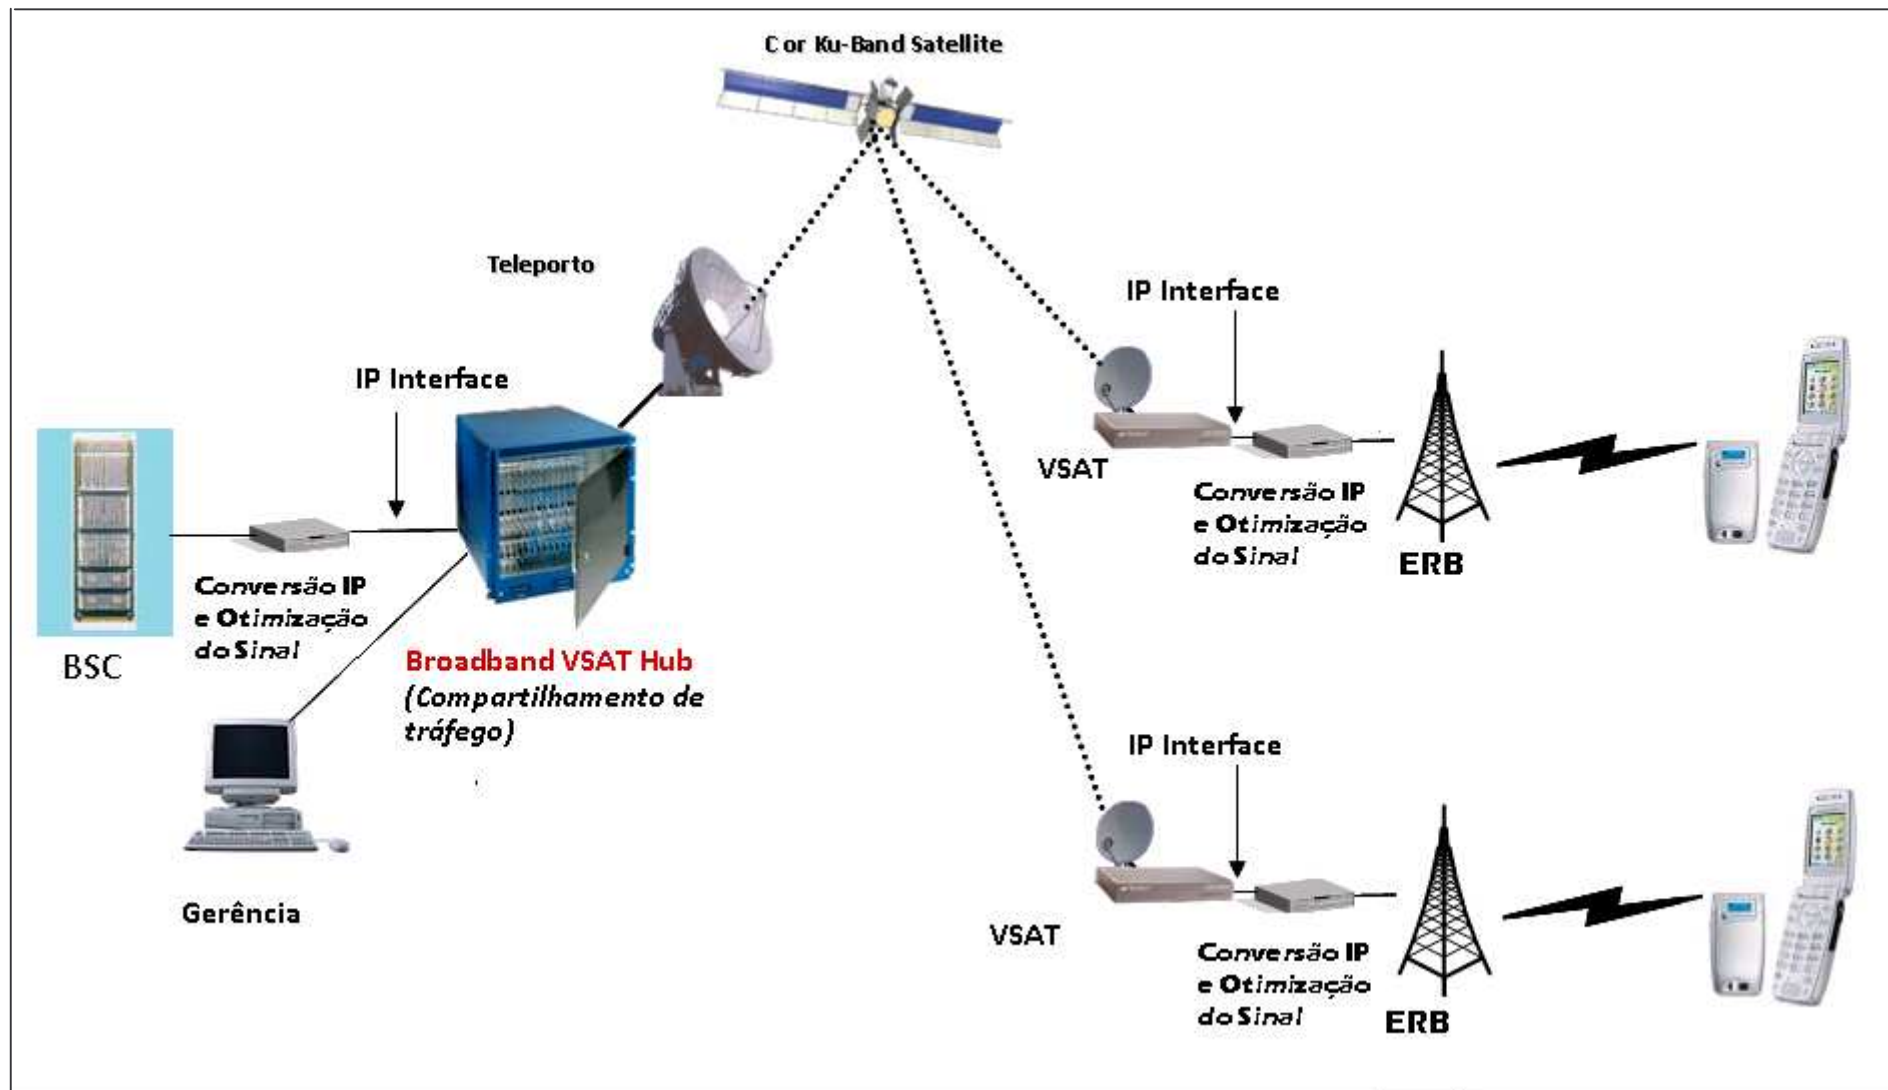 C or Ku-Band Satellite
Teleporto
IP Interface
IP Interface
VSAT
Conversão IP
e Otimização
do Sinal
ERB
Conversão IP
e Otimização
do Sinal
BSC
Broadband VSAT Hub
(Compartilhamento de
tráfego)
Gerência
IP Interface
VSAT
Conversão IP
e Otimização
do Sinal
ERB